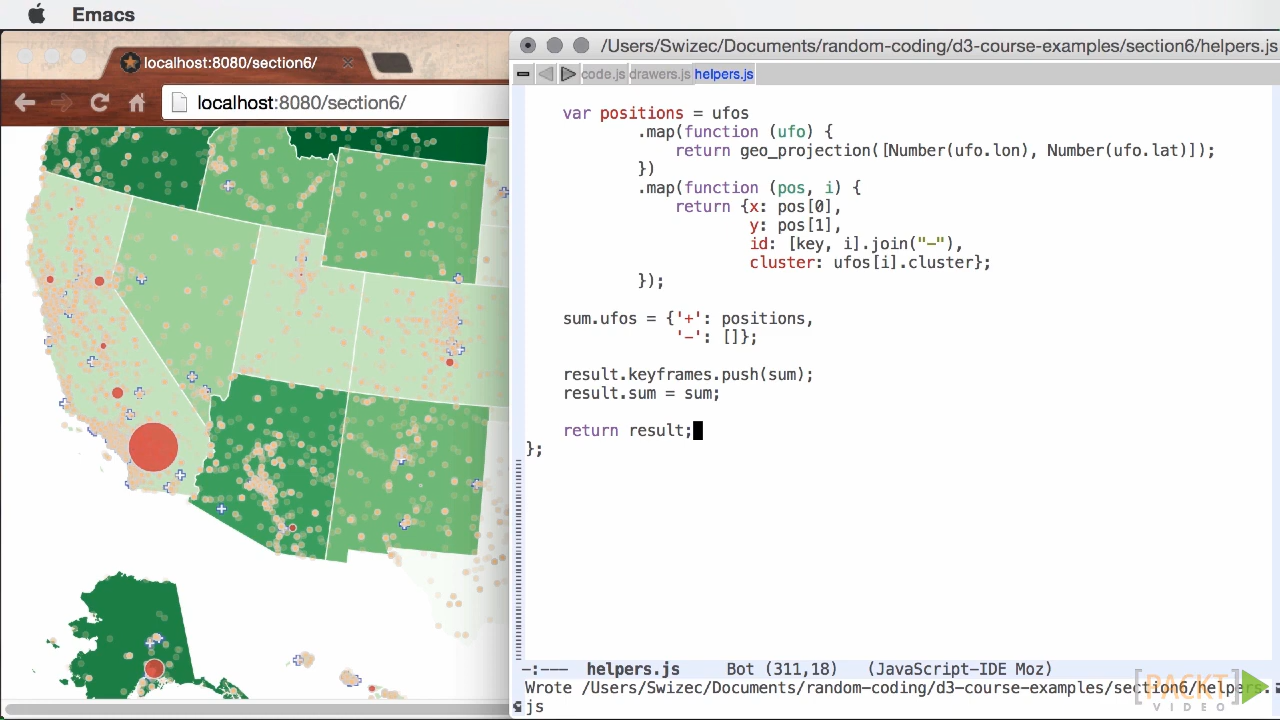 Emacs
localhost:8080/section6/
localhost:8080/section6/
/Users/Swizec/Documents/random-coding/d3-course-examples/section6/helpers.js
code.js drawers.js helpers.js
var positions = ufos
.map(function (ufo) {
return geo_projection([Number(ufo.lon), Number(ufo.lat)]);
})
.map(function (pos, i) {
return {x: pos[0],
y: pos[1],
id: [key, i].join("-"),
cluster: ufos[i].cluster};
});
sum.ufos = {'+': positions,
'-': []};
result.keyframes.push(sum);
result.sum = sum;
return result;
};
-:--- helpers.js Bot (311,18) (JavaScript-IDE Moz)
Wrote /Users/Swizec/Documents/random-coding/d3-course-examples/section6/helpers.
js
[PACKT]
VIDEO